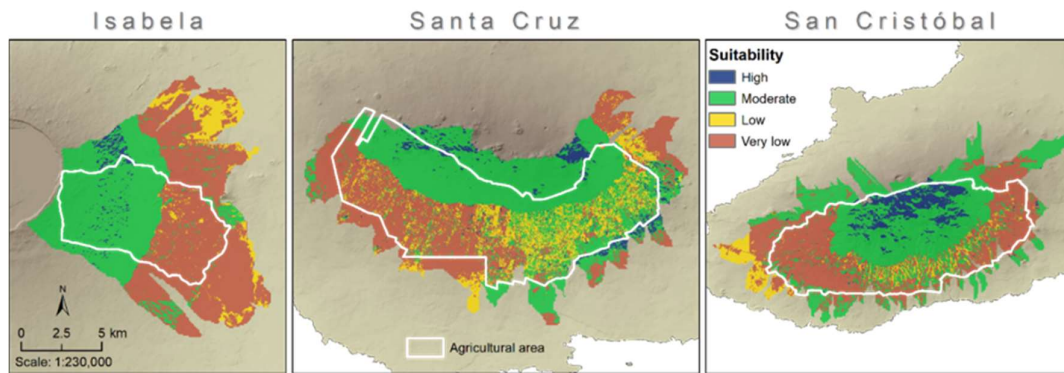 Isabela
Santa Cruz
San Cristóbal
Suitability
High
Moderate
Low
Very low
N
0 2.5 5 km
Scale: 1:230,000
Agricultural area